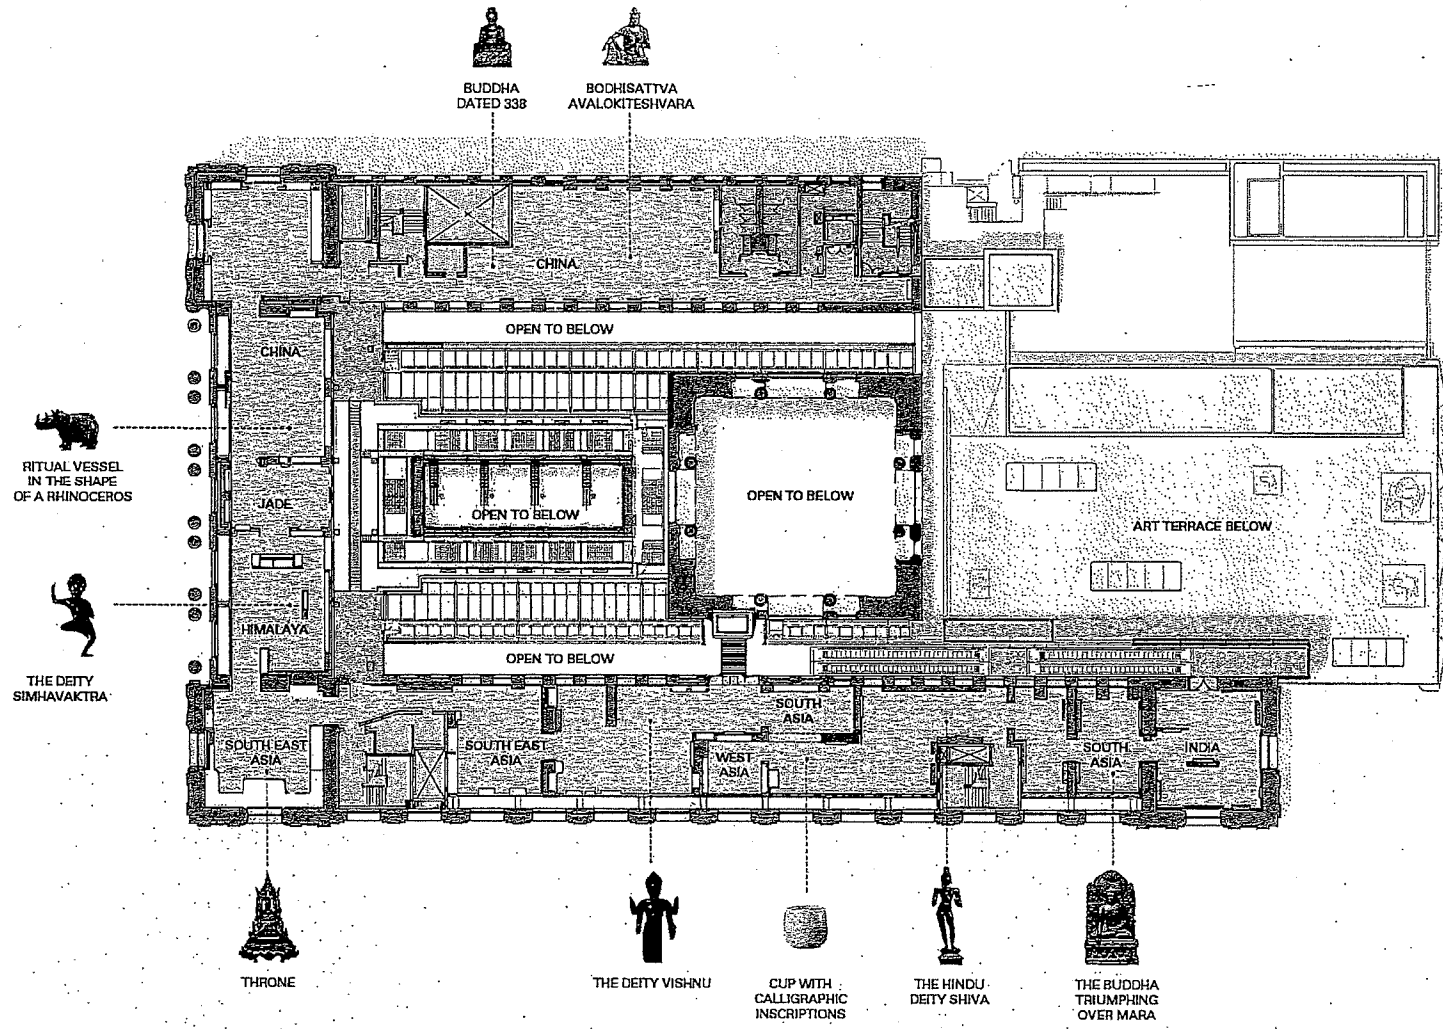 BUDDHA
DATED 338
BODHISATTVA
AVALOKITESHVARA
CHINA
OPEN TO BELOW
CHINA
RITUAL VESSEL
IN THE SHAPE
OF A RHINOCEROS
OPEN TO BELOW
JADE
OPEN TO BELOW
ART TERRACE BELOW
HIMALAYA
OPEN TO BELOW
THE DEITY
SIMHAVAKTRA
SOUTH
ASIA
SOUTH EAST
ASIA
SOUTH EAST
ASIA
WEST
ASIA
SOUTH
ASIA
INDIA
THRONE
THE DEITY VISHNU
CUP WITH
CALLIGRAPHIC
INSCRIPTIONS
THE HINDU
DEITY SHIVA
THE BUDDHA
TRIUMPHING
OVER MARA